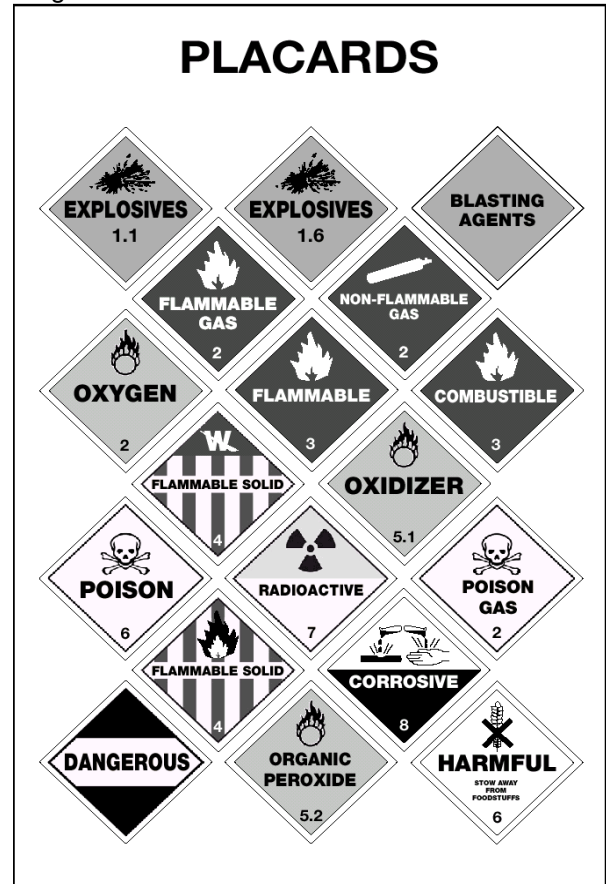 PLACARDS
EXPLOSIVES
1.1
EXPLOSIVES
1.6
BLASTING
AGENTS
FLAMMABLE
GAS
2
NON-FLAMMABLE
GAS
2
OXYGEN
2
FLAMMABLE
3
COMBUSTIBLE
3
W
FLAMMABLE SOLID
4
OXIDIZER
5.1
POISON
6
RADIOACTIVE
7
POISON
GAS
2
FLAMMABLE SOLID
4
CORROSIVE
8
DANGEROUS
ORGANIC
PEROXIDE
5.2
HARMFUL
STOW AWAY
FROM
FOODSTUFFS
6